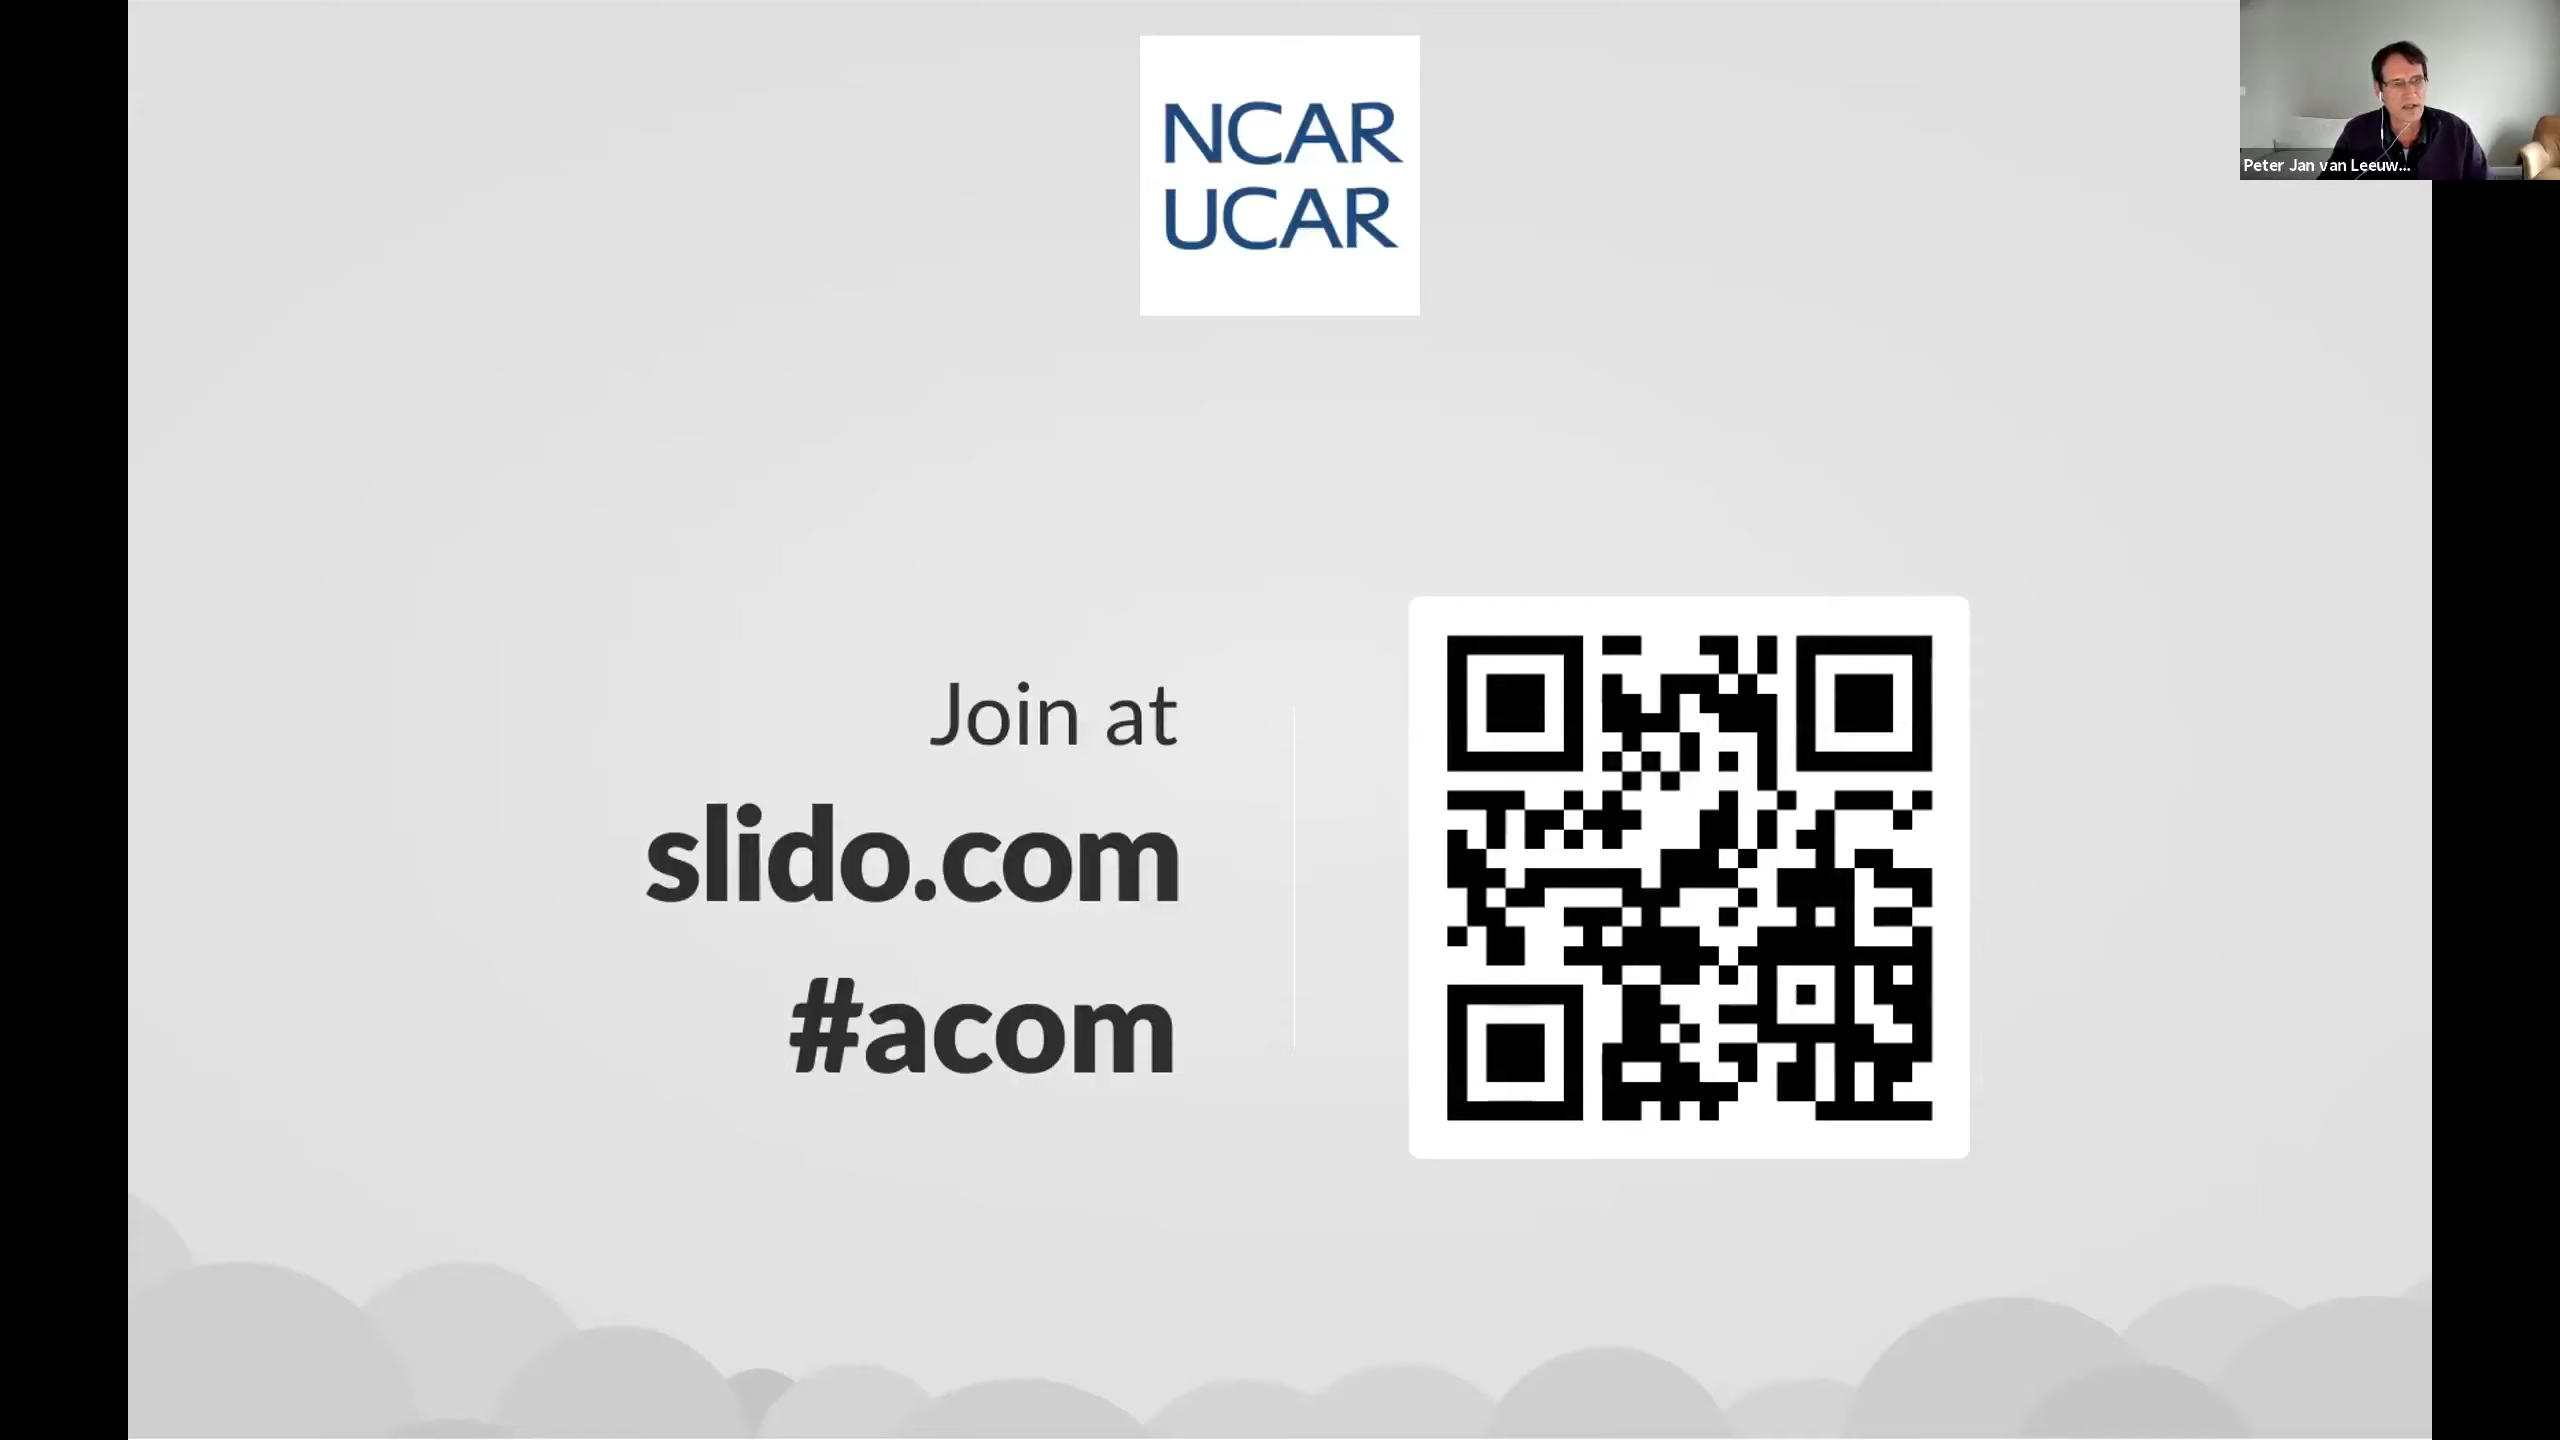 NCAR
UCAR
Peter Jan van Leeuw...
Join at
slido.com
#acom